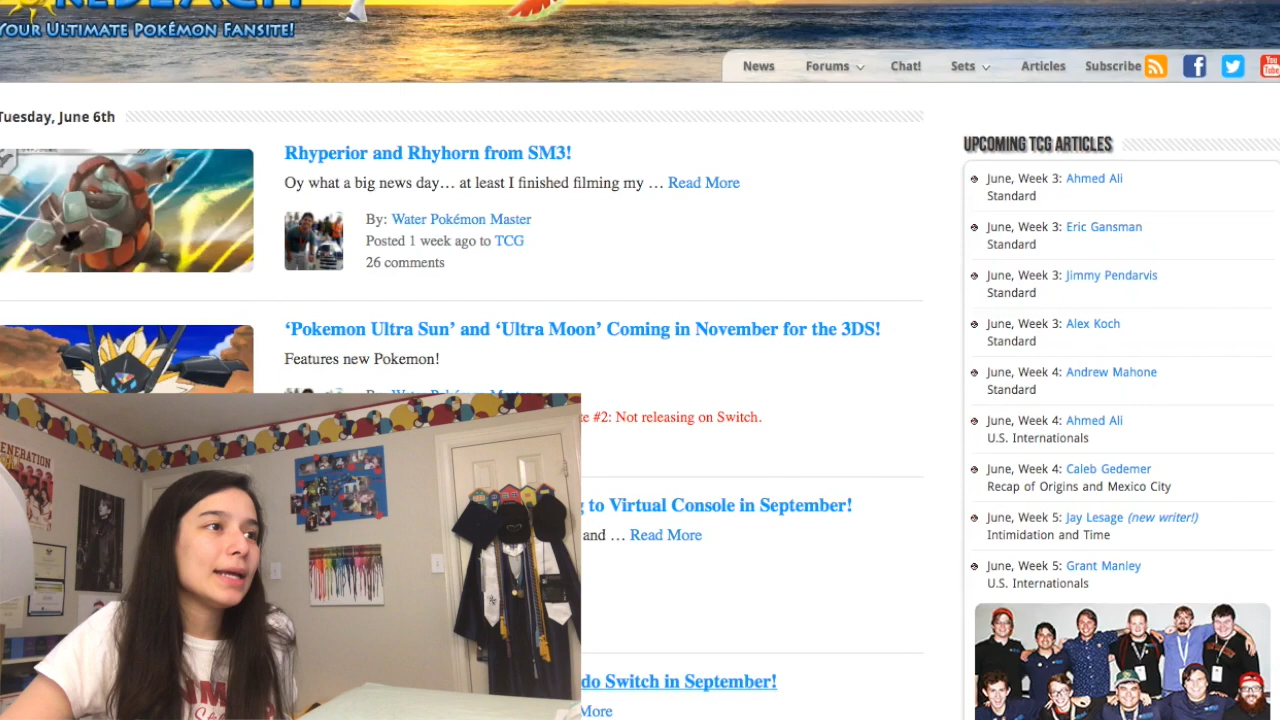 YOUR ULTIMATE POKÉMON FANSITE!
News Forums Chat! Sets Articles Subscribe
You
Tuesday, June 6th
Rhyperior and Rhyhorn from SM3!
Oy what a big news day… at least I finished filming my … Read More
By: Water Pokémon Master
Posted 1 week ago to TCG
26 comments
‘Pokemon Ultra Sun’ and ‘Ultra Moon’ Coming in November for the 3DS!
Features new Pokemon!
#2: Not releasing on Switch.
to Virtual Console in September!
and … Read More
do Switch in September!
More
UPCOMING TCG ARTICLES
June, Week 3: Ahmed Ali
Standard
June, Week 3: Eric Gansman
Standard
June, Week 3: Jimmy Pendarvis
Standard
June, Week 3: Alex Koch
Standard
June, Week 4: Andrew Mahone
Standard
June, Week 4: Ahmed Ali
U.S. Internationals
June, Week 4: Caleb Gedemer
Recap of Origins and Mexico City
June, Week 5: Jay Lesage (new writer!)
Intimidation and Time
June, Week 5: Grant Manley
U.S. Internationals
GENERATION